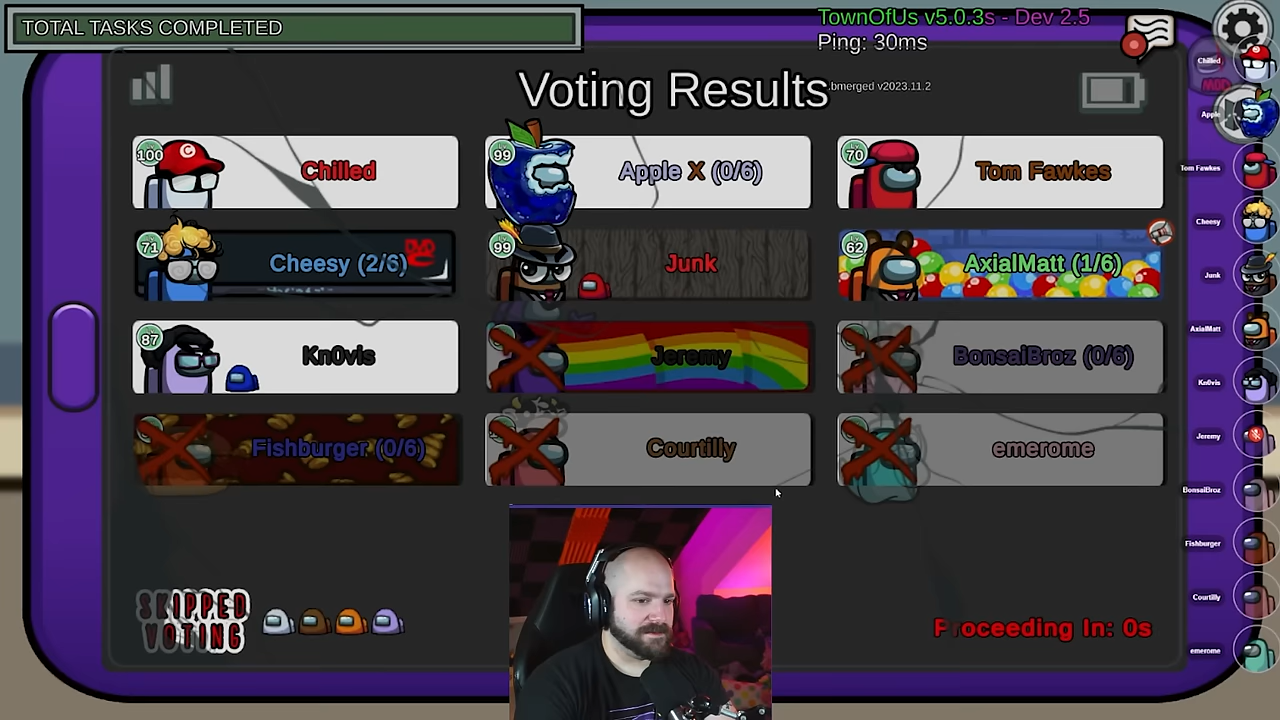 TOTAL TASKS COMPLETED
TownOfUs v5.0.3s - Dev 2.5
Ping: 30ms
Voting Results
bmerged v2023.11.2
100
Chilled
99
Apple X (0/6)
70
Tom Fawkes
71
Cheesy (2/6)
DVD
99
Junk
62
AxialMatt (1/6)
87
Kn0vis
Jeremy
BonsaiBroz (0/6)
Fishburger (0/6)
Courtilly
emerome
SKIPPED
VOTING
Proceeding In: 0s
Chilled
MOD
Apple
Tom Fawkes
Cheesy
Junk
AxialMatt
Kn0vis
Jeremy
BonsaiBroz
Fishburger
Courtilly
emerome